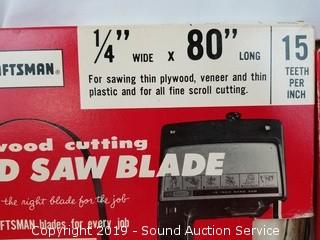 1/4” WIDE x 80” LONG
15 TEETH PER INCH
AFTSMAN®
For sawing thin plywood, veneer and thin
plastic and for all fine scroll cutting.
wood cutting
D SAW BLADE
the right blade for the job
FTSMAN blades for every job
Copyright 2019 - Sound Auction Service